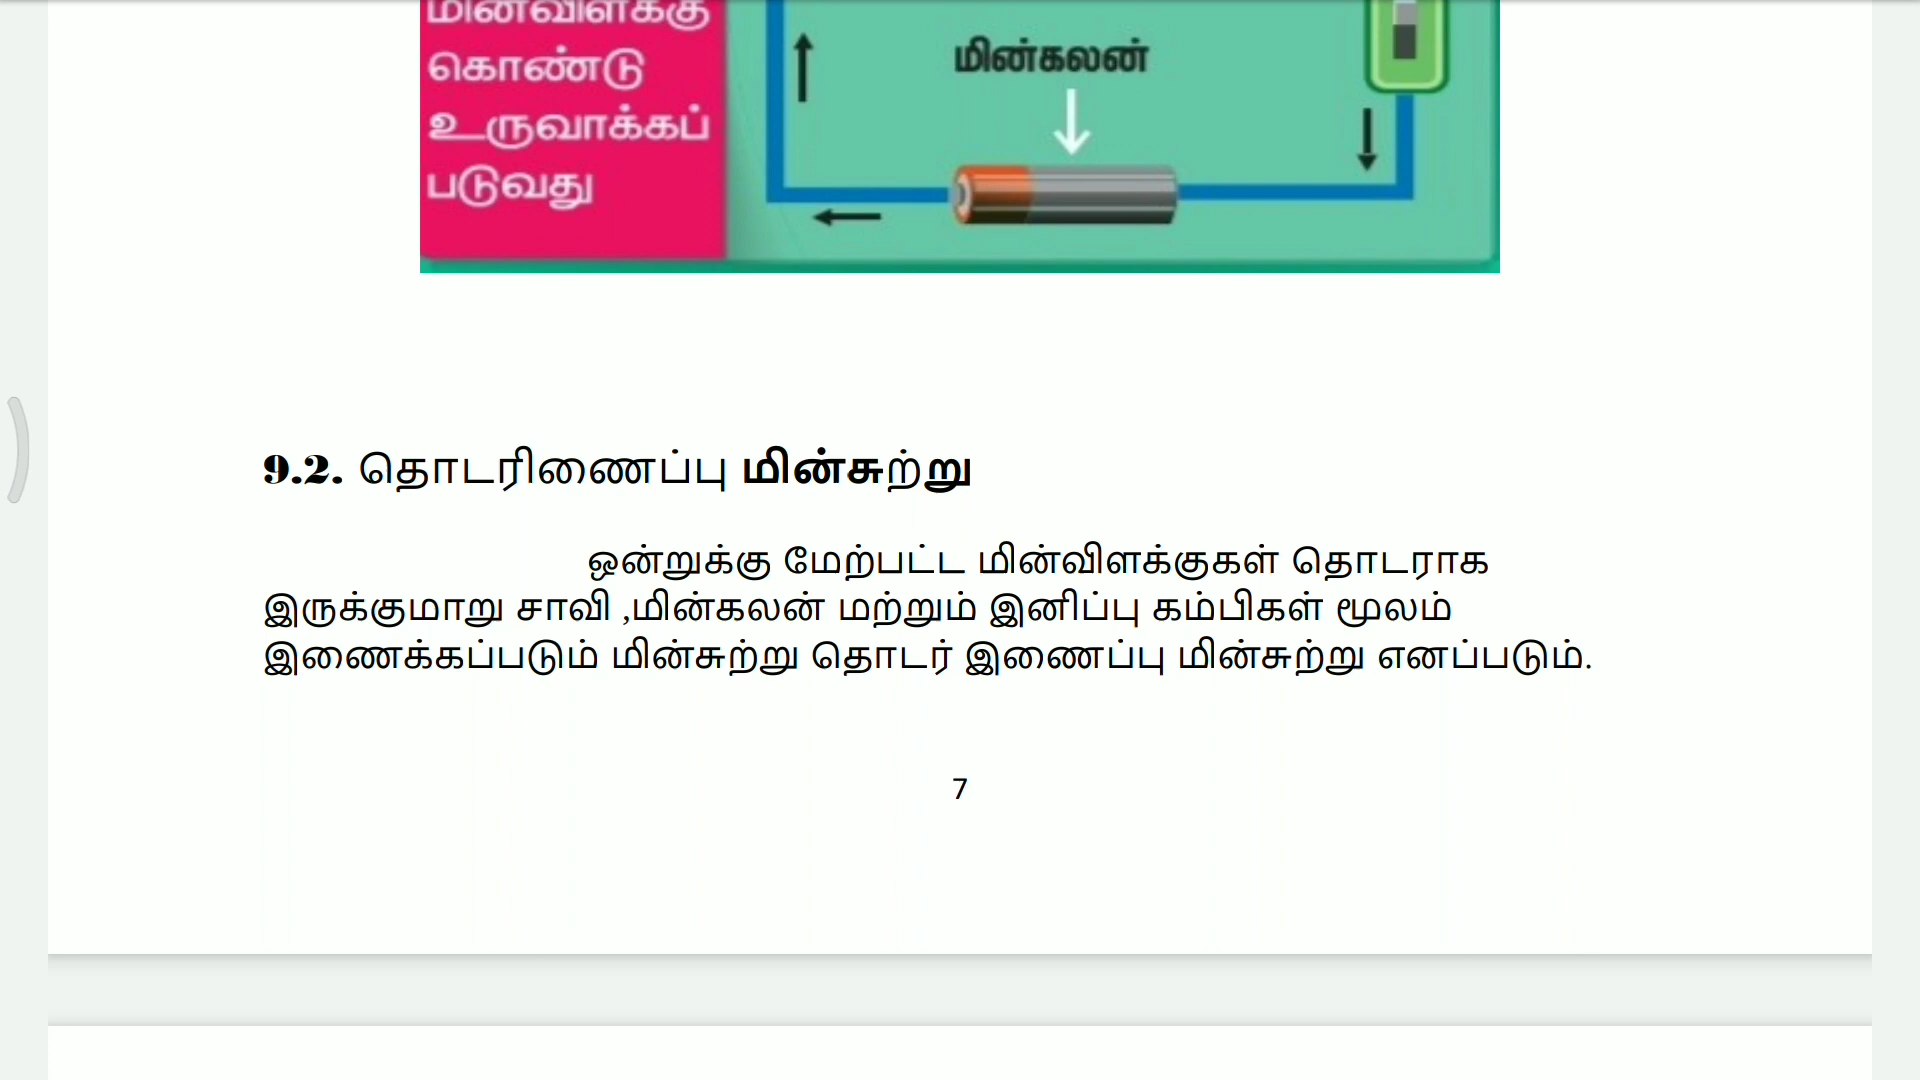 மின்விளக்கு
கொண்டு
உருவாக்கப்
படுவது
மின்கலன்
9.2. தொடரிணைப்பு மின்சுற்று
ஒன்றுக்கு மேற்பட்ட மின்விளக்குகள் தொடராக
இருக்குமாறு சாவி ,மின்கலன் மற்றும் இனிப்பு கம்பிகள் மூலம்
இணைக்கப்படும் மின்சுற்று தொடர் இணைப்பு மின்சுற்று எனப்படும்.
7